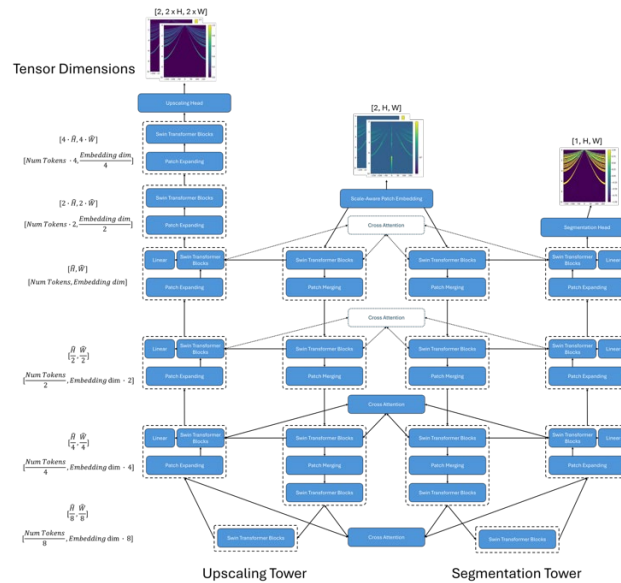 [2, 2 x H, 2 x W]
Tensor Dimensions
Upscaling Head
[2, H, W]
[1, H, W]
[4 · H̄, 4 · W̄]
[Num Tokens · 4, Embedding dim / 4]
Swin Transformer Blocks
Patch Expanding
Scale-Aware Patch Embedding
[2 · H̄, 2 · W̄]
[Num Tokens · 2, Embedding dim / 2]
Swin Transformer Blocks
Patch Expanding
Cross Attention
Segmentation Head
[H̄, W̄]
[Num Tokens, Embedding dim]
Linear
Swin Transformer Blocks
Patch Expanding
Swin Transformer Blocks
Patch Merging
Swin Transformer Blocks
Patch Merging
Swin Transformer Blocks
Linear
Patch Expanding
Cross Attention
[H̄ / 2, W̄ / 2]
[Num Tokens / 2, Embedding dim · 2]
Linear
Swin Transformer Blocks
Patch Expanding
Swin Transformer Blocks
Patch Merging
Swin Transformer Blocks
Patch Merging
Swin Transformer Blocks
Linear
Patch Expanding
Cross Attention
[H̄ / 4, W̄ / 4]
[Num Tokens / 4, Embedding dim · 4]
Linear
Swin Transformer Blocks
Patch Expanding
Swin Transformer Blocks
Patch Merging
Swin Transformer Blocks
Swin Transformer Blocks
Patch Merging
Swin Transformer Blocks
Swin Transformer Blocks
Linear
Patch Expanding
[H̄ / 8, W̄ / 8]
[Num Tokens / 8, Embedding dim · 8]
Swin Transformer Blocks
Cross Attention
Swin Transformer Blocks
Upscaling Tower
Segmentation Tower